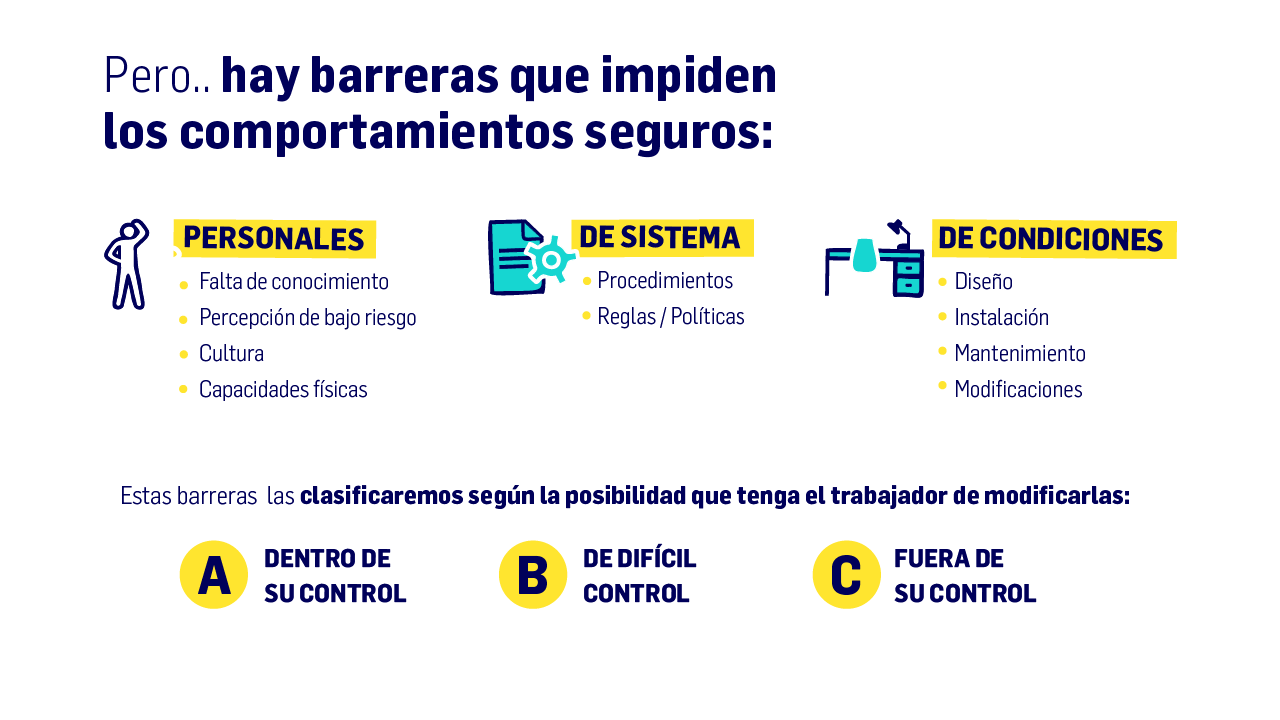 Pero.. hay barreras que impiden
los comportamientos seguros:
PERSONALES
Falta de conocimiento
Percepción de bajo riesgo
Cultura
Capacidades físicas
DE SISTEMA
Procedimientos
Reglas / Políticas
DE CONDICIONES
Diseño
Instalación
Mantenimiento
Modificaciones
Estas barreras las clasificaremos según la posibilidad que tenga el trabajador de modificarlas:
A
DENTRO DE
SU CONTROL
B
DE DIFÍCIL
CONTROL
C
FUERA DE
SU CONTROL